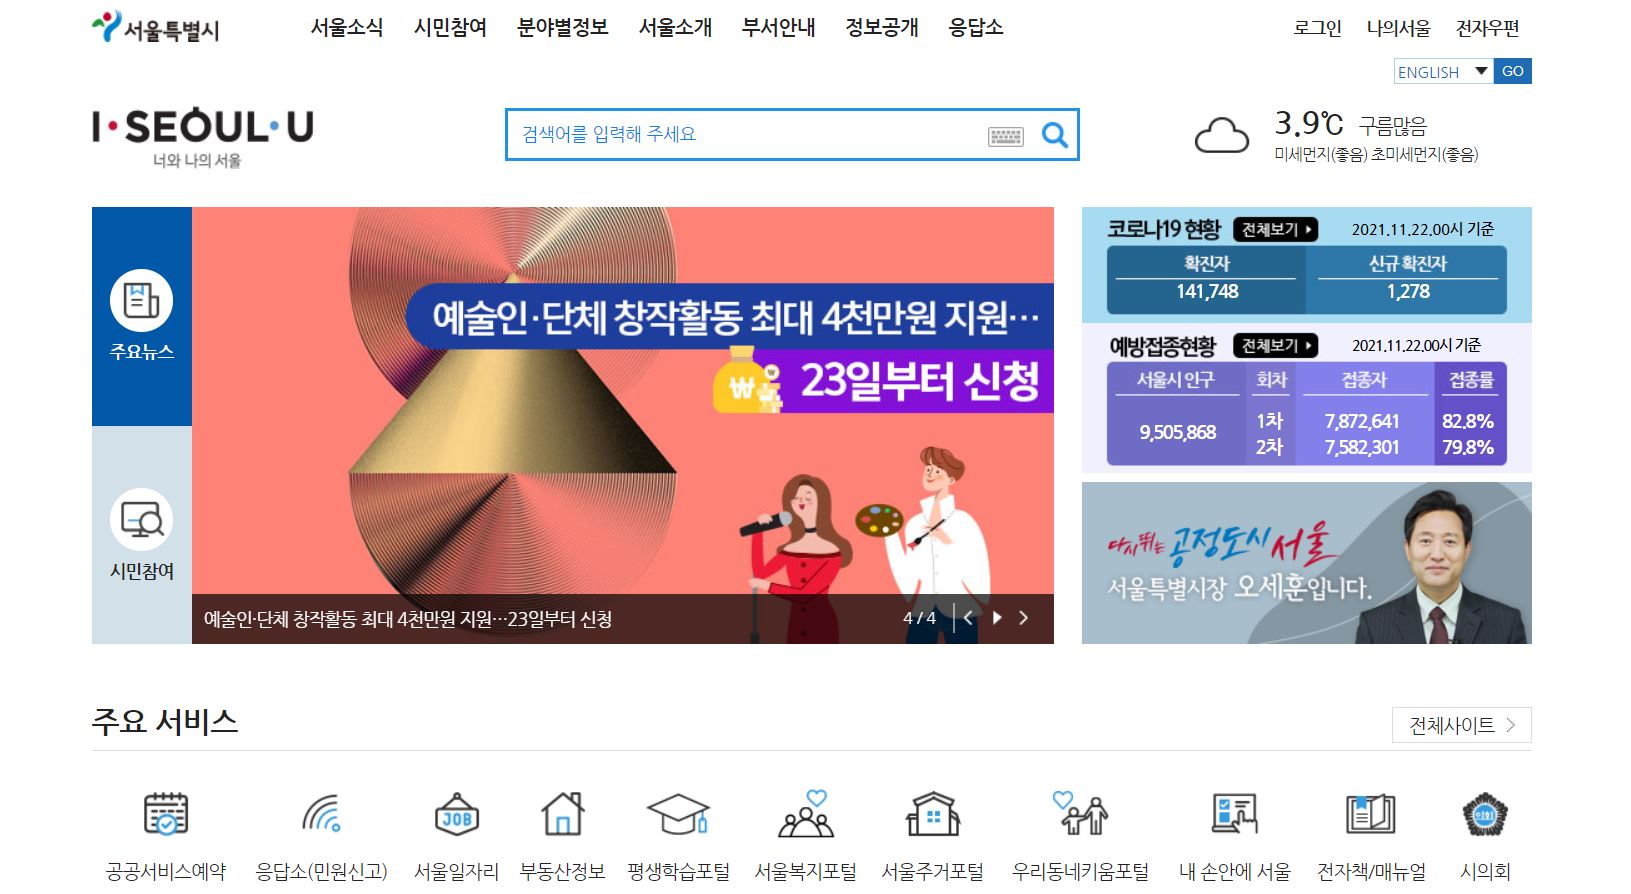 서울특별시
서울소식 시민참여 분야별정보 서울소개 부서안내 정보공개 응답소
로그인 나의서울 전자우편
ENGLISH GO
I·SEOUL·U
너와 나의 서울
검색어를 입력해 주세요
3.9℃ 구름많음
미세먼지(좋음) 초미세먼지(좋음)
주요뉴스
시민참여
예술인·단체 창작활동 최대 4천만원 지원…
₩ ₩ 23일부터 신청
예술인·단체 창작활동 최대 4천만원 지원…23일부터 신청
4 / 4
코로나19 현황 전체보기 2021.11.22.00시 기준
확진자 신규 확진자
141,748 1,278
예방접종현황 전체보기 2021.11.22.00시 기준
서울시 인구 회차 접종자 접종률
9,505,868
1차 7,872,641 82.8%
2차 7,582,301 79.8%
다시뛰는 공정도시 서울
서울특별시장 오세훈입니다.
주요 서비스
전체사이트
JOB
의회
공공서비스예약 응답소(민원신고) 서울일자리 부동산정보 평생학습포털 서울복지포털 서울주거포털 우리동네키움포털 내 손안에 서울 전자책/매뉴얼 시의회